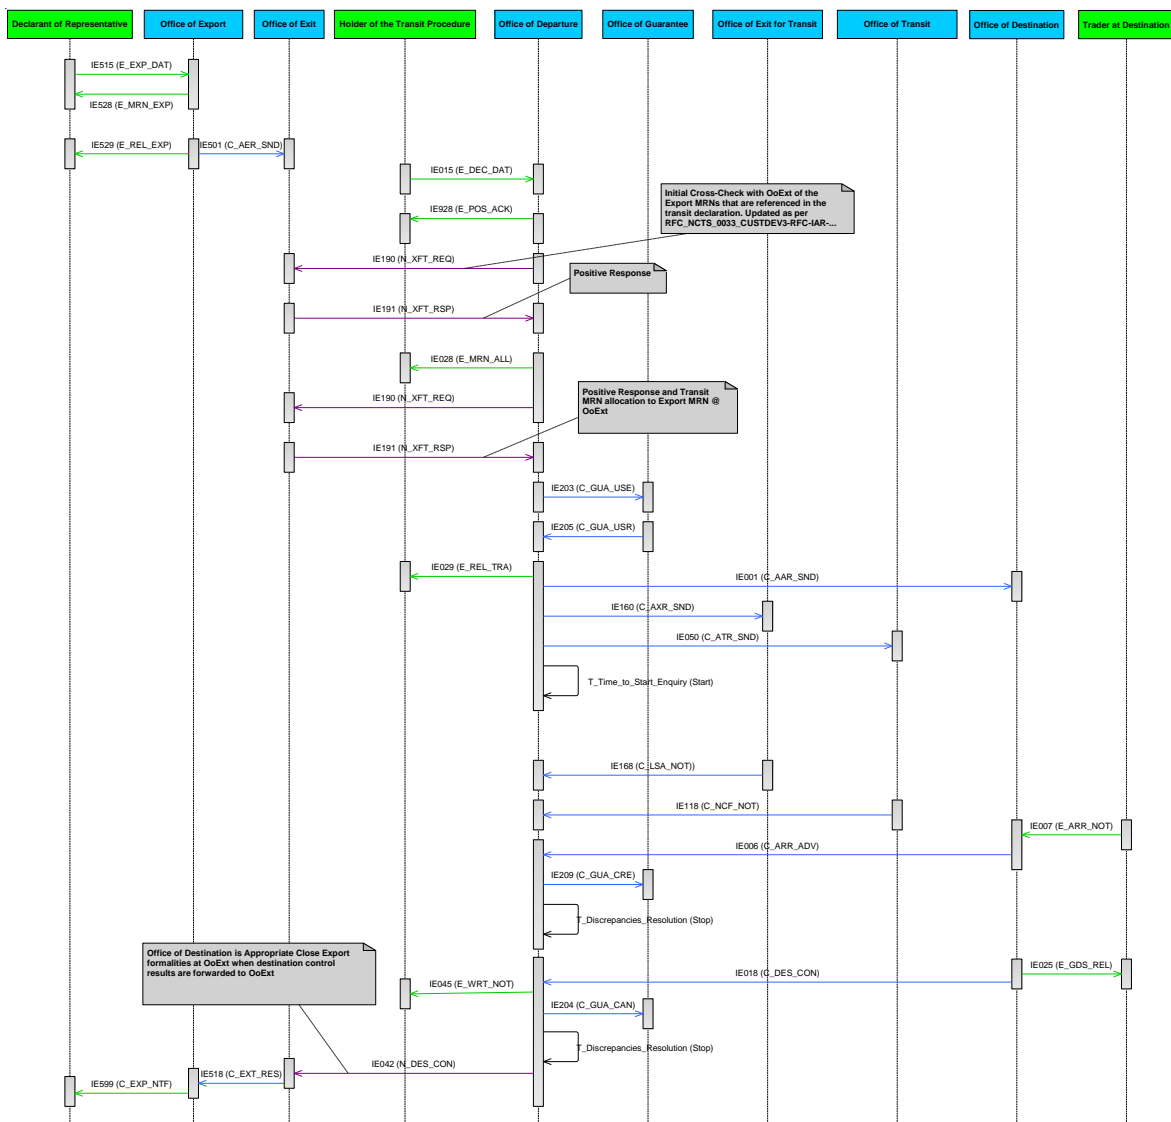 Declarant of Representative
Office of Export
Office of Exit
Holder of the Transit Procedure
Office of Departure
Office of Guarantee
Office of Exit for Transit
Office of Transit
Office of Destination
Trader at Destination
IE515 (E_EXP_DAT)
IE528 (E_MRN_EXP)
IE529 (E_REL_EXP)
IE501 (C_AER_SND)
IE015 (E_DEC_DAT)
Initial Cross-Check with OoExt of the
Export MRNs that are referenced in the
transit declaration. Updated as per
RFC_NCTS_0033_CUSTDEV3-RFC-IAR-...
IE928 (E_POS_ACK)
IE190 (N_XFT_REQ)
Positive Response
IE191 (N_XFT_RSP)
IE028 (E_MRN_ALL)
Positive Response and Transit
MRN allocation to Export MRN @
OoExt
IE190 (N_XFT_REQ)
IE191 (N_XFT_RSP)
IE203 (C_GUA_USE)
IE205 (C_GUA_USR)
IE029 (E_REL_TRA)
IE001 (C_AAR_SND)
IE160 (C_AXR_SND)
IE050 (C_ATR_SND)
T_Time_to_Start_Enquiry (Start)
IE168 (C_LSA_NOT))
IE118 (C_NCF_NOT)
IE007 (E_ARR_NOT)
IE006 (C_ARR_ADV)
IE209 (C_GUA_CRE)
T_Discrepancies_Resolution (Stop)
Office of Destination is Appropriate Close Export
formalities at OoExt when destination control
results are forwarded to OoExt
IE018 (C_DES_CON)
IE025 (E_GDS_REL)
IE045 (E_WRT_NOT)
IE204 (C_GUA_CAN)
T_Discrepancies_Resolution (Stop)
IE042 (N_DES_CON)
IE518 (C_EXT_RES)
IE599 (C_EXP_NTF)